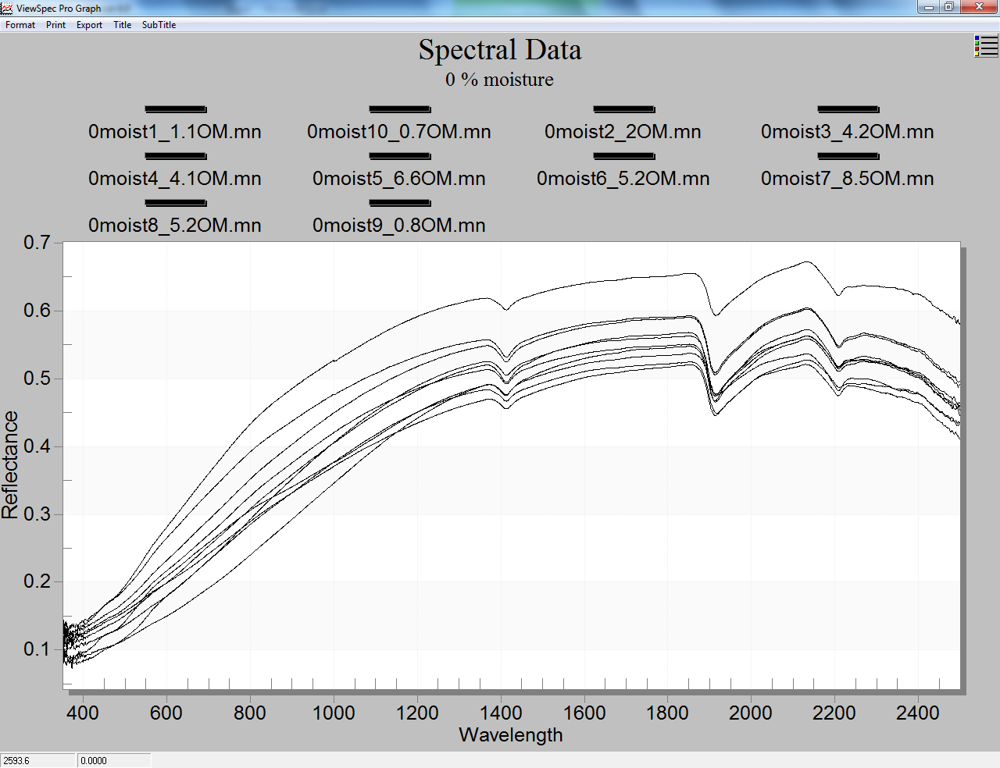 ViewSpec Pro Graph
Format Print Export Title SubTitle
Spectral Data
0 % moisture
0moist1_1.1OM.mn 0moist10_0.7OM.mn 0moist2_2OM.mn 0moist3_4.2OM.mn
0moist4_4.1OM.mn 0moist5_6.6OM.mn 0moist6_5.2OM.mn 0moist7_8.5OM.mn
0moist8_5.2OM.mn 0moist9_0.8OM.mn
0.7
0.6
0.5
0.4
0.3
0.2
0.1
Reflectance
400 600 800 1000 1200 1400 1600 1800 2000 2200 2400
Wavelength
2593.6 0.0000